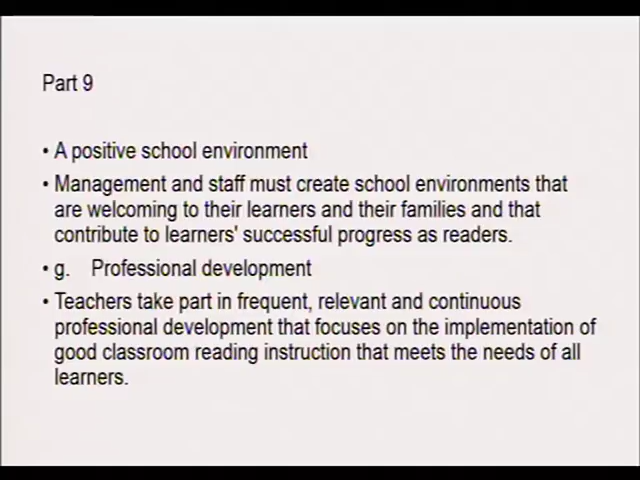 Part 9
• A positive school environment
• Management and staff must create school environments that
are welcoming to their learners and their families and that
contribute to learners' successful progress as readers.
• g. Professional development
• Teachers take part in frequent, relevant and continuous
professional development that focuses on the implementation of
good classroom reading instruction that meets the needs of all
learners.